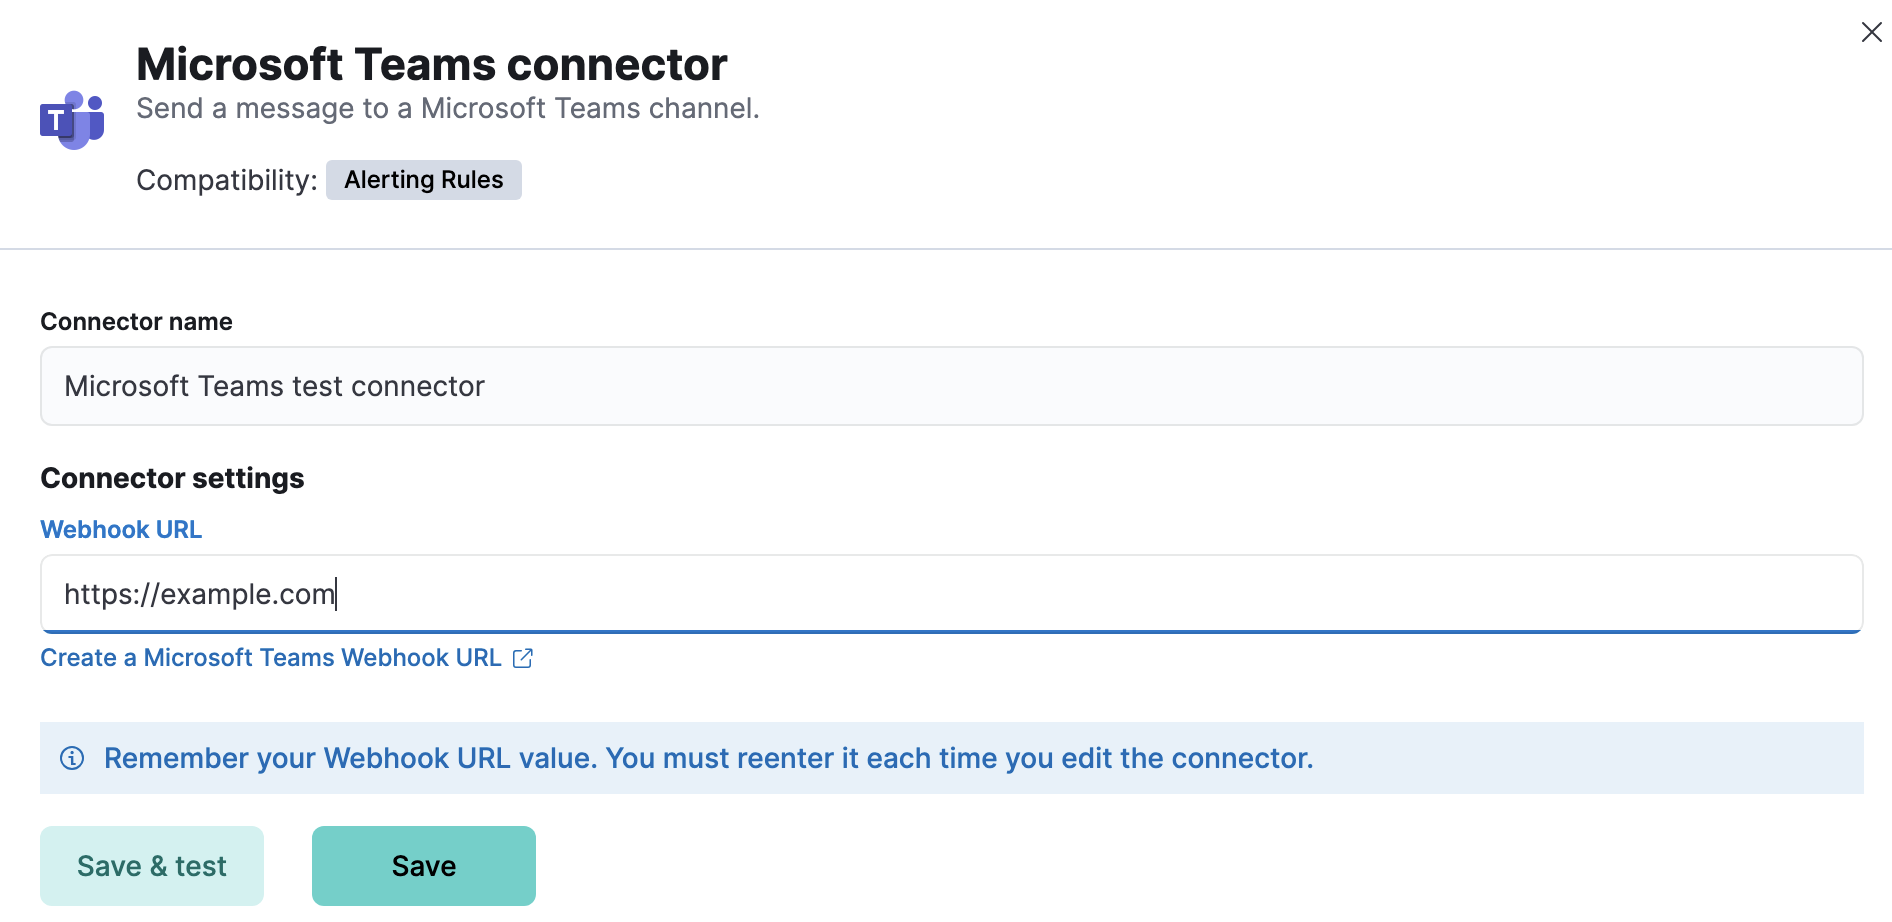 Microsoft Teams connector
Send a message to a Microsoft Teams channel.
T
Compatibility: Alerting Rules
Connector name
Microsoft Teams test connector
Connector settings
Webhook URL
https://example.com
Create a Microsoft Teams Webhook URL
Remember your Webhook URL value. You must reenter it each time you edit the connector.
Save & test Save